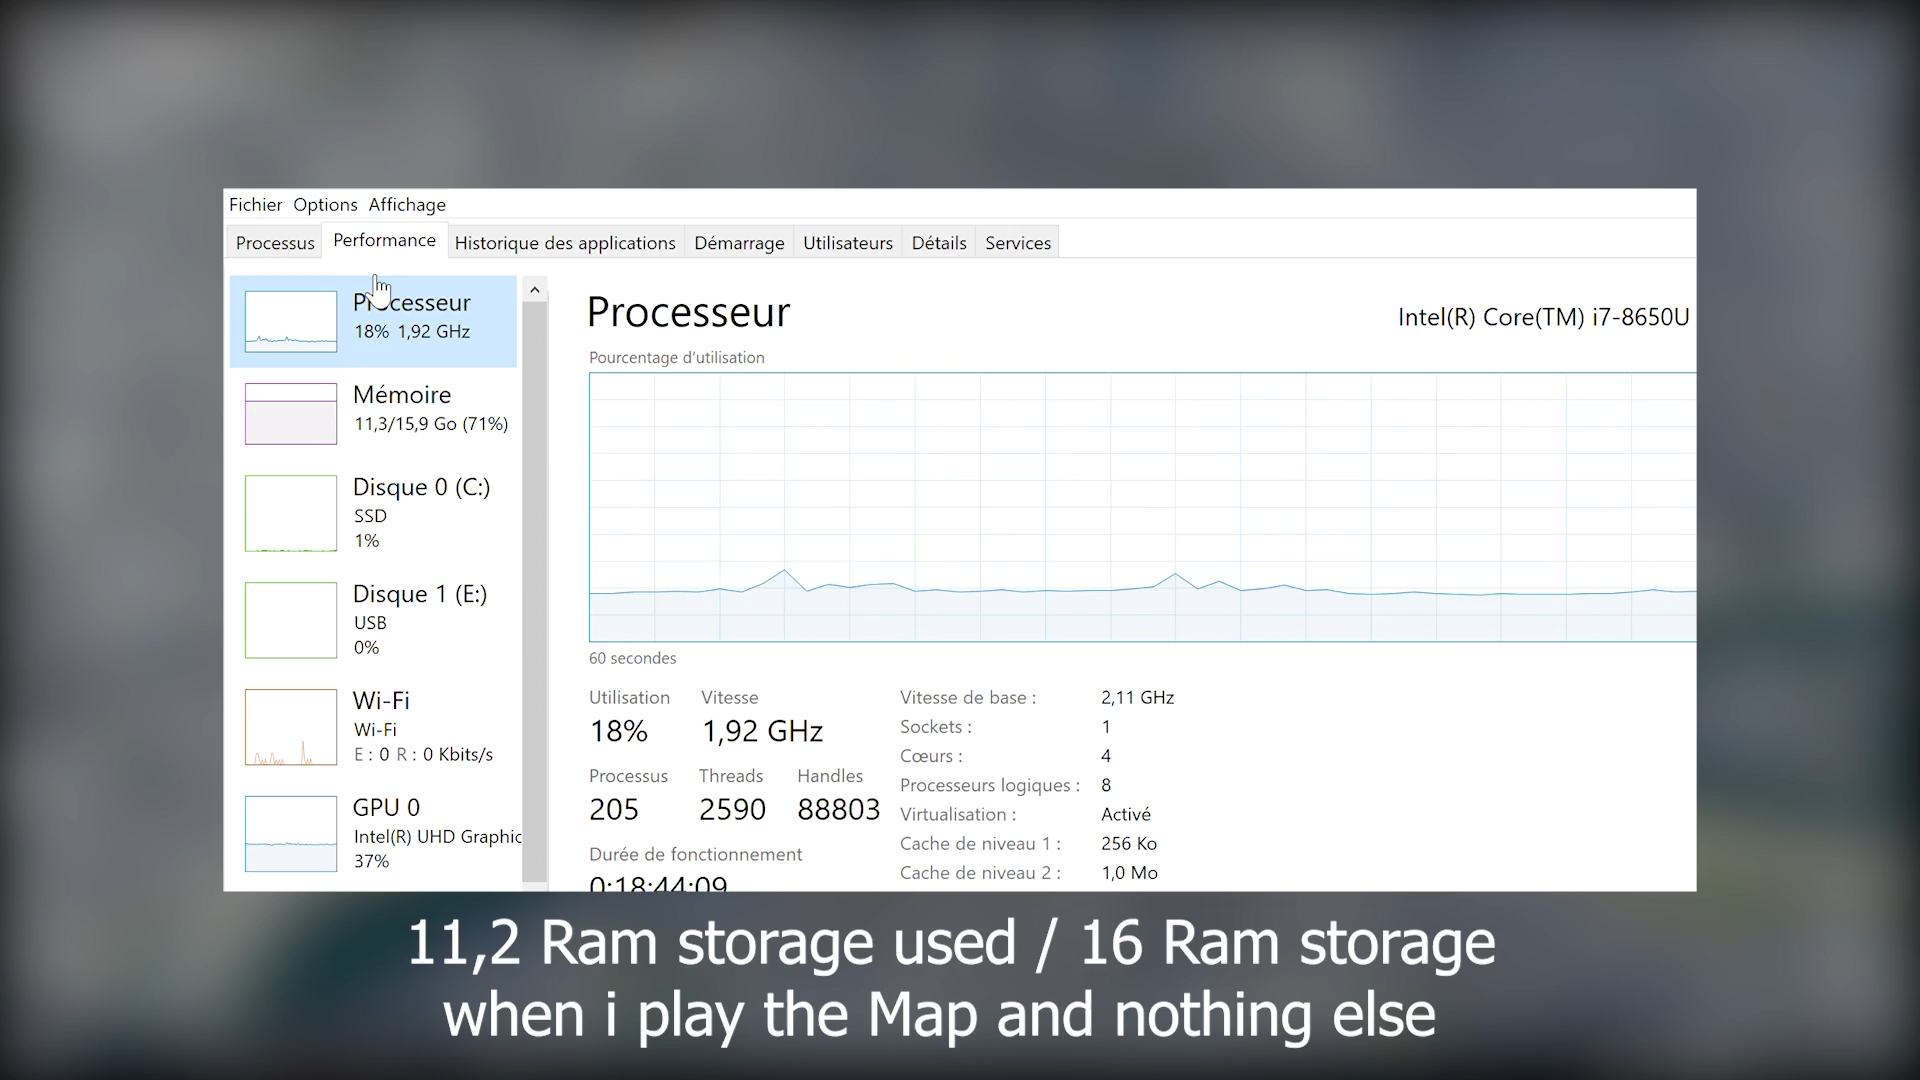 Fichier Options Affichage
Processus Performance Historique des applications Démarrage Utilisateurs Détails Services
Processeur
18% 1,92 GHz
Mémoire
11,3/15,9 Go (71%)
Disque 0 (C:)
SSD
1%
Disque 1 (E:)
USB
0%
Wi-Fi
Wi-Fi
E : 0 R : 0 Kbits/s
GPU 0
Intel(R) UHD Graphic
37%
Processeur
Intel(R) Core(TM) i7-8650U
Pourcentage d’utilisation
60 secondes
Utilisation Vitesse
18% 1,92 GHz
Processus Threads Handles
205 2590 88803
Durée de fonctionnement
0:18:44:09
Vitesse de base : 2,11 GHz
Sockets : 1
Cœurs : 4
Processeurs logiques : 8
Virtualisation : Activé
Cache de niveau 1 : 256 Ko
Cache de niveau 2 : 1,0 Mo
11,2 Ram storage used / 16 Ram storage
when i play the Map and nothing else